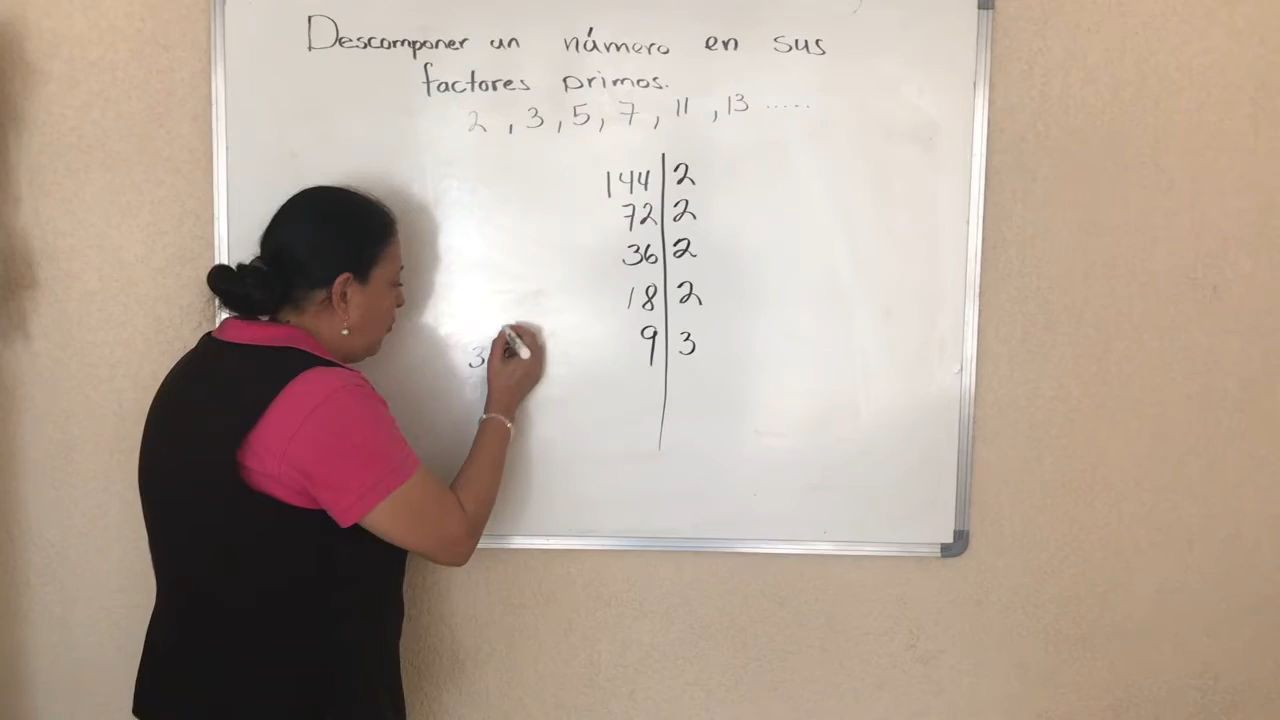 Descomponer un número en sus
factores primos.
2 , 3 , 5 , 7 , 11 , 13 .....
144 | 2
72 | 2
36 | 2
18 | 2
9 | 3
3